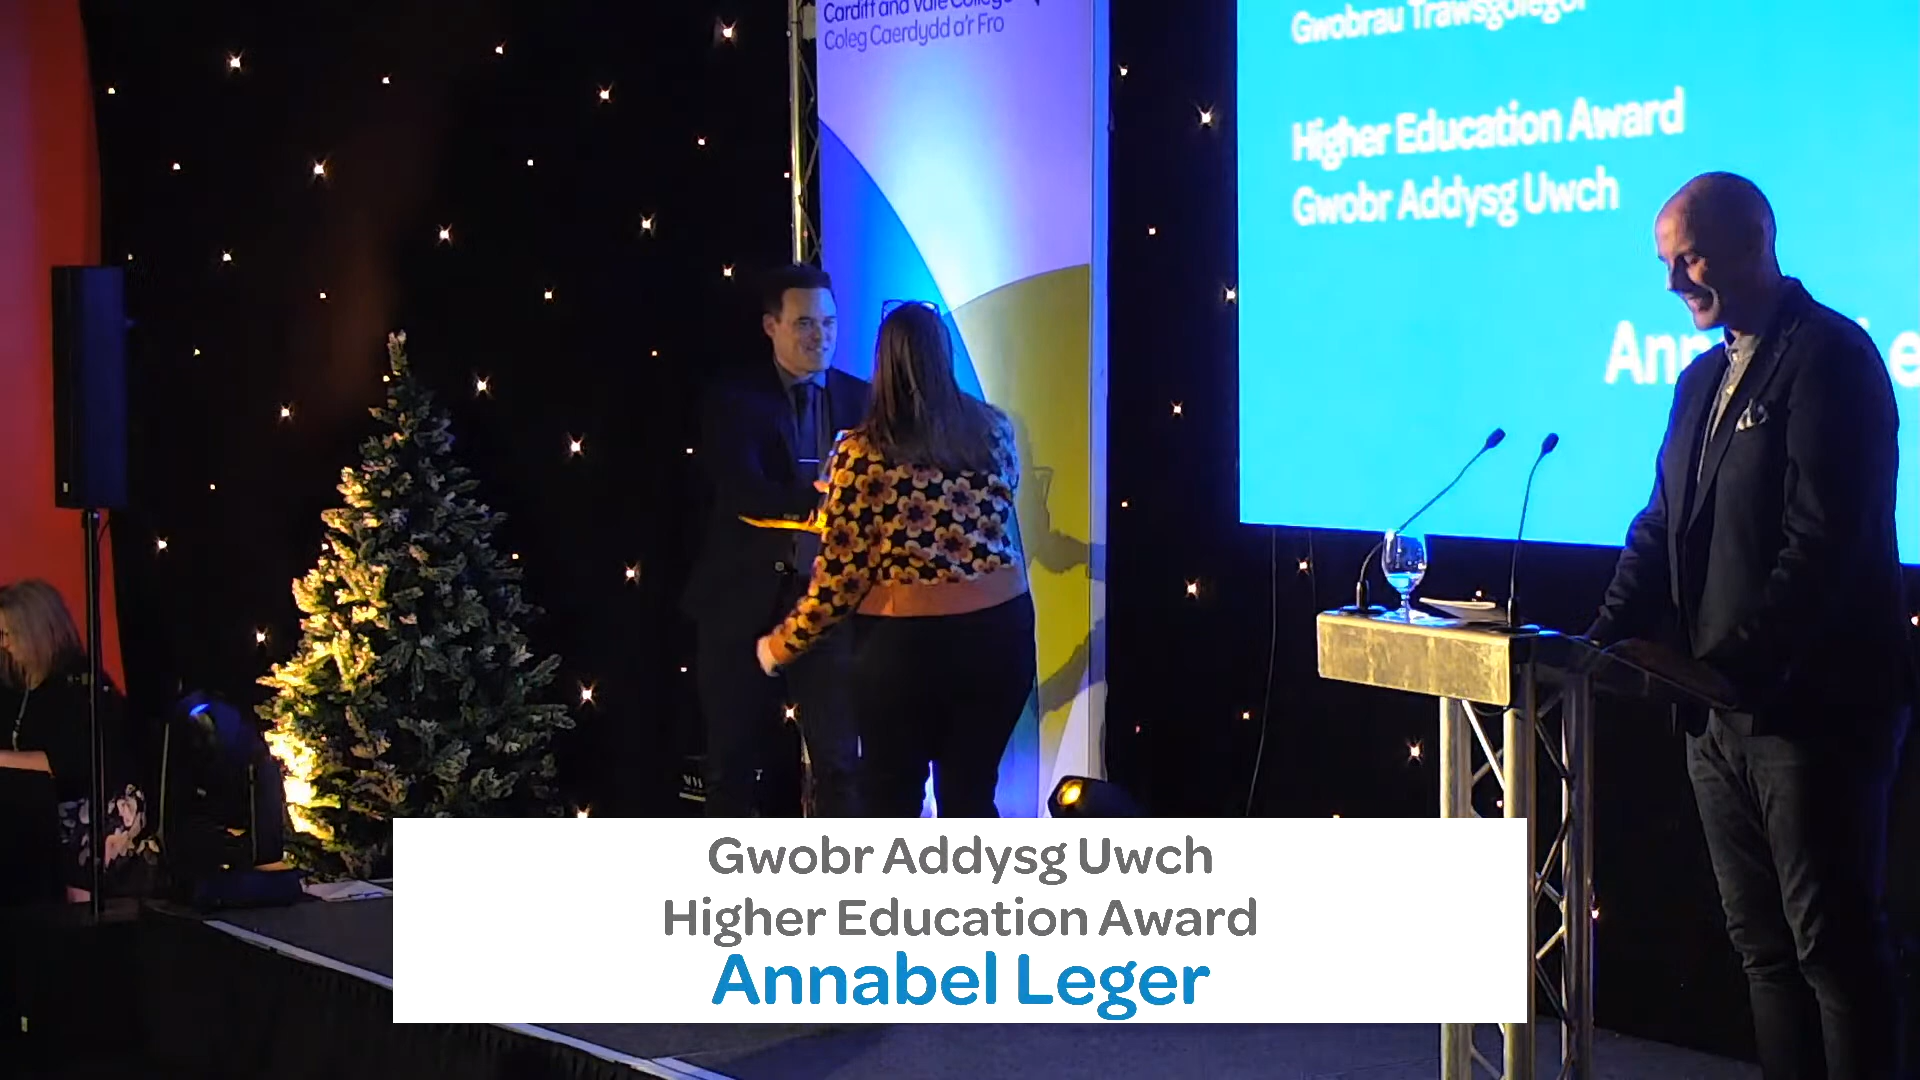 Cardiff and Vale College
Coleg Caerdydd a'r Fro
Gwobrau Trawsgolegol
Higher Education Award
Gwobr Addysg Uwch
Gwobr Addysg Uwch
Higher Education Award
Annabel Leger